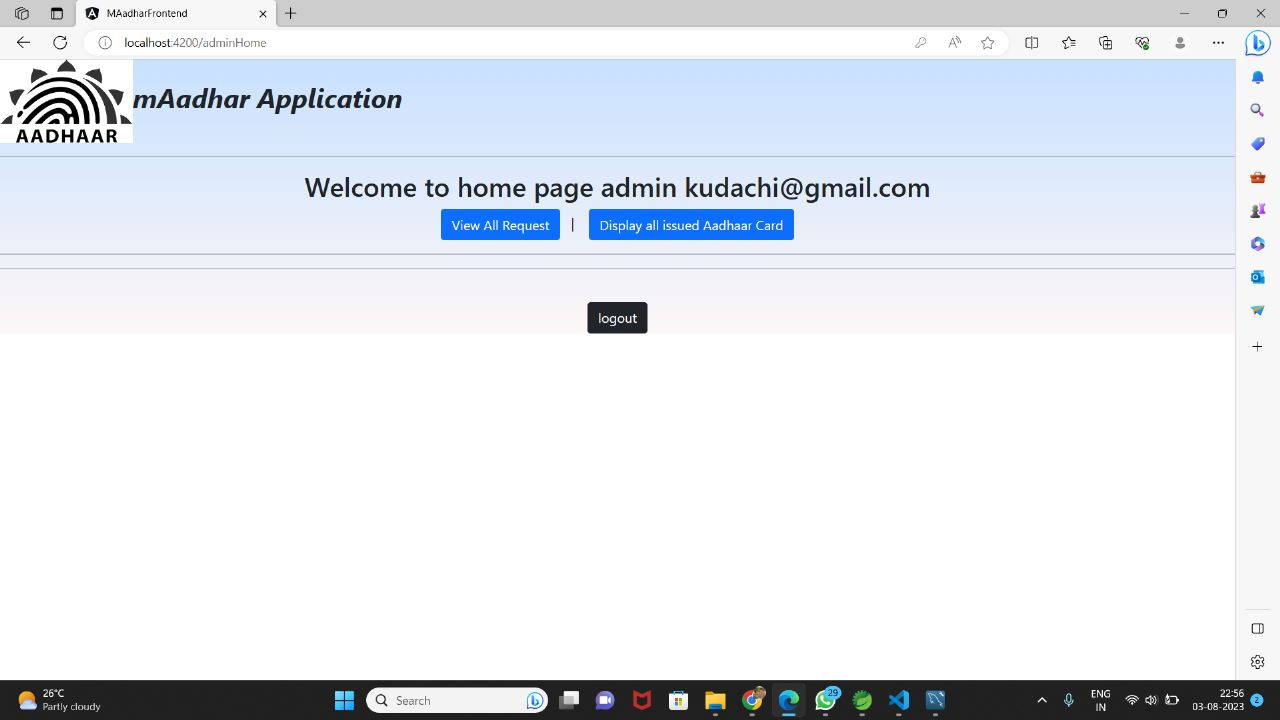 MAadharFrontend
localhost:4200/adminHome
AADHAAR
mAadhar Application
Welcome to home page admin kudachi@gmail.com
View All Request | Display all issued Aadhaar Card
logout
26°C
Partly cloudy
Search
29
ENG
IN
22:56
03-08-2023
2